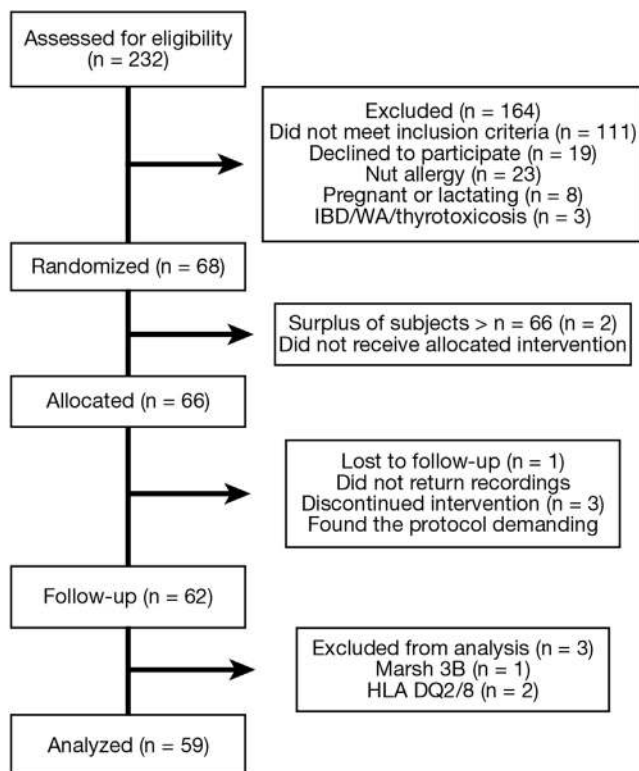 Assessed for eligibility
(n = 232)
Excluded (n = 164)
Did not meet inclusion criteria (n = 111)
Declined to participate (n = 19)
Nut allergy (n = 23)
Pregnant or lactating (n = 8)
IBD/WA/thyrotoxicosis (n = 3)
Randomized (n = 68)
Surplus of subjects > n = 66 (n = 2)
Did not receive allocated intervention
Allocated (n = 66)
Lost to follow-up (n = 1)
Did not return recordings
Discontinued intervention (n = 3)
Found the protocol demanding
Follow-up (n = 62)
Excluded from analysis (n = 3)
Marsh 3B (n = 1)
HLA DQ2/8 (n = 2)
Analyzed (n = 59)